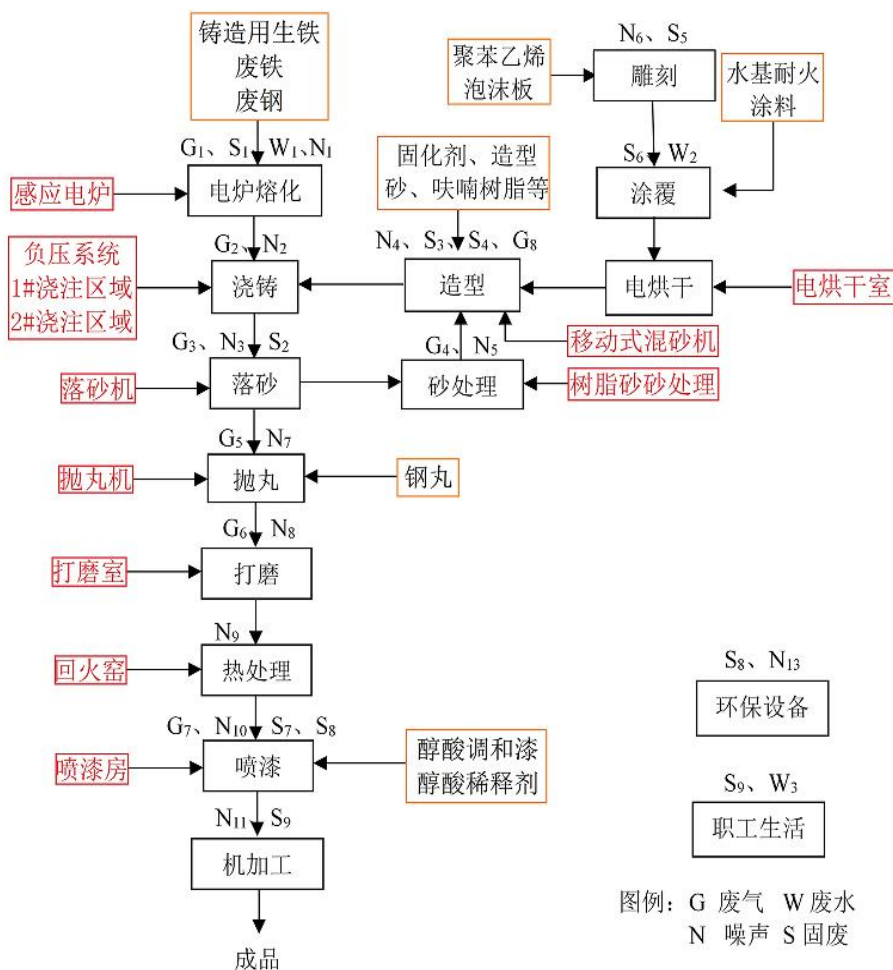 铸造用生铁
废铁
废钢
聚苯乙烯
泡沫板
N₆、S₅
雕刻
水基耐火
涂料
G₁、S₁ W₁、N₁
固化剂、造型
砂、呋喃树脂等
S₆ W₂
感应电炉
电炉熔化
涂覆
G₂、N₂
N₄、S₃、S₄、G₈
负压系统
1#浇注区域
2#浇注区域
浇铸
造型
电烘干
电烘干室
G₃、N₃ S₂
G₄、N₅
移动式混砂机
落砂机
落砂
砂处理
树脂砂砂处理
G₅ N₇
抛丸机
抛丸
钢丸
G₆、N₈
打磨室
打磨
N₉
回火窑
热处理
S₈、N₁₃
环保设备
G₇、N₁₀ S₇、S₈
喷漆房
喷漆
醇酸调和漆
醇酸稀释剂
S₉、W₃
职工生活
N₁₁、S₉
机加工
图例：G 废气 W 废水
N 噪声 S 固废
成品